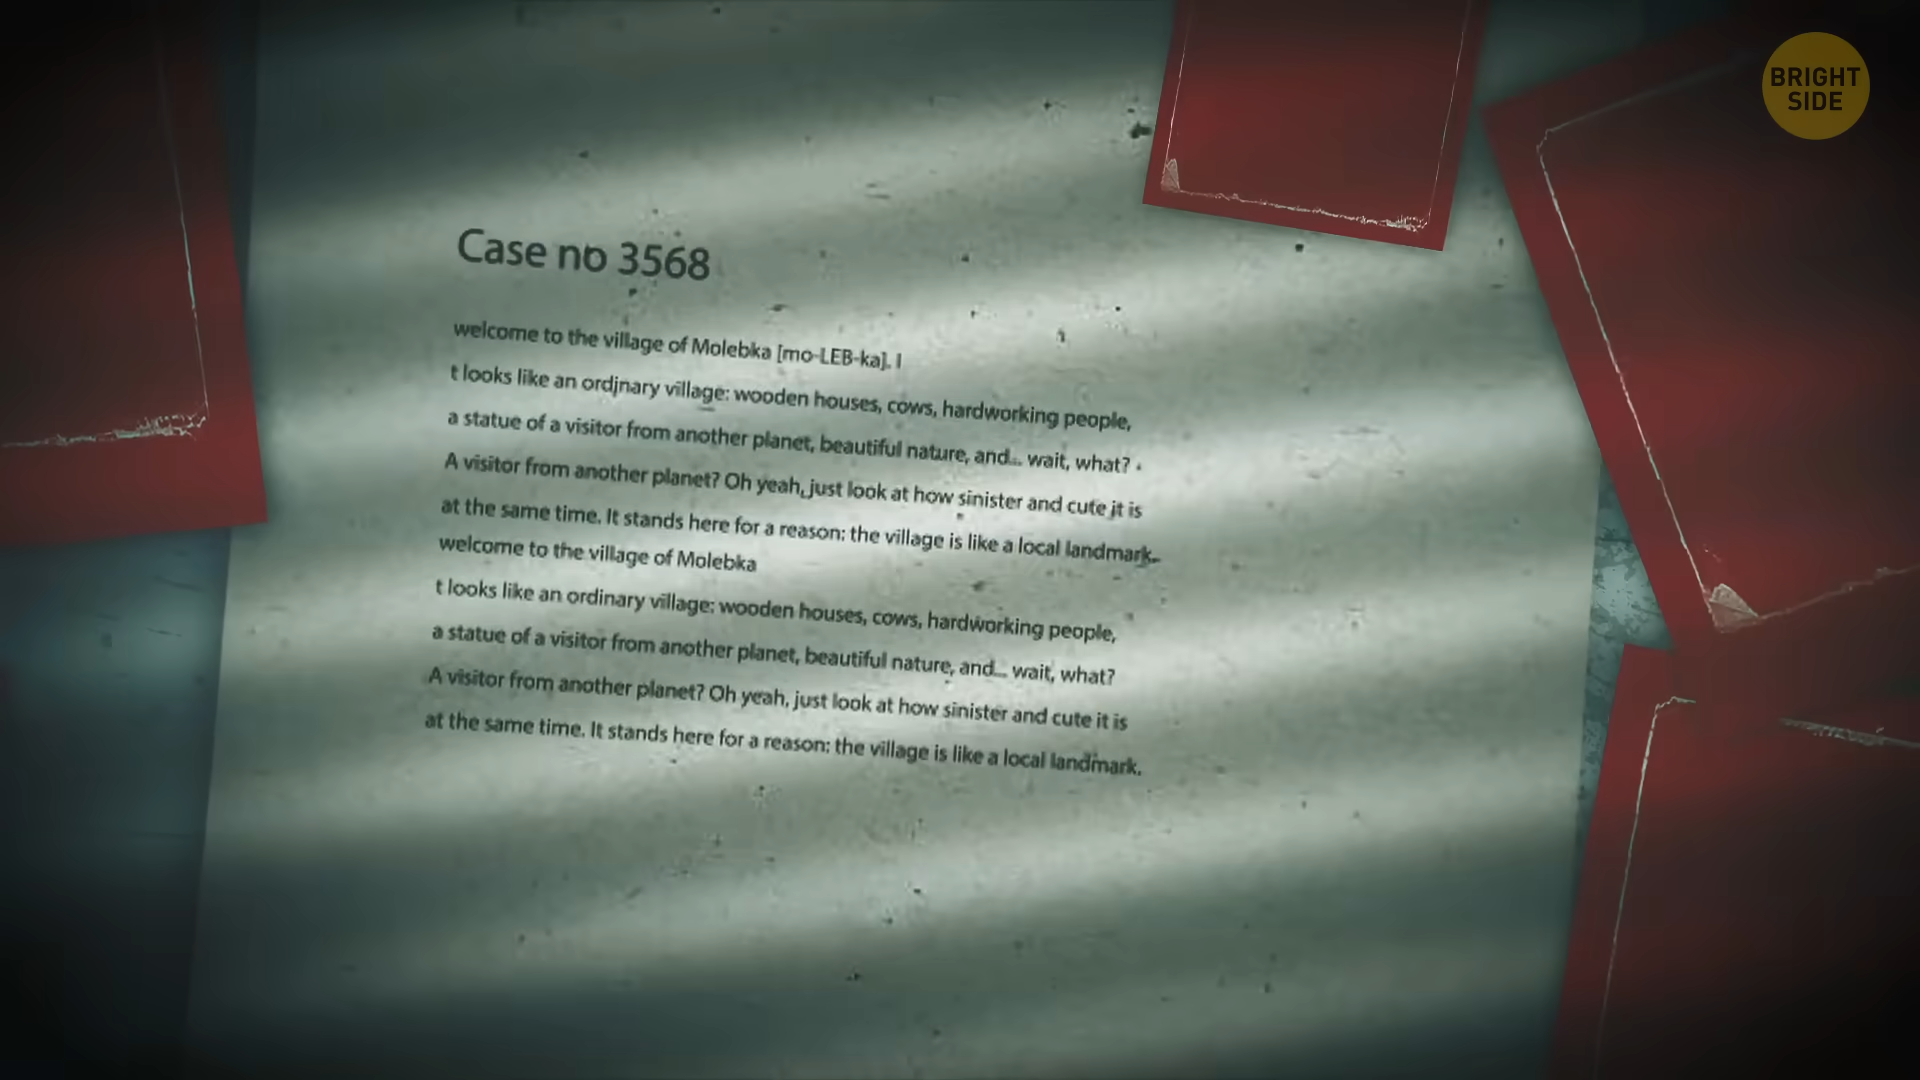 BRIGHT
SIDE
Case no 3568
welcome to the village of Molebka [mo-LEB-ka]. I
t looks like an ordinary village: wooden houses, cows, hardworking people,
a statue of a visitor from another planet, beautiful nature, and... wait, what?
A visitor from another planet? Oh yeah, just look at how sinister and cute it is
at the same time. It stands here for a reason: the village is like a local landmark.
welcome to the village of Molebka
t looks like an ordinary village: wooden houses, cows, hardworking people,
a statue of a visitor from another planet, beautiful nature, and... wait, what?
A visitor from another planet? Oh yeah, just look at how sinister and cute it is
at the same time. It stands here for a reason: the village is like a local landmark.